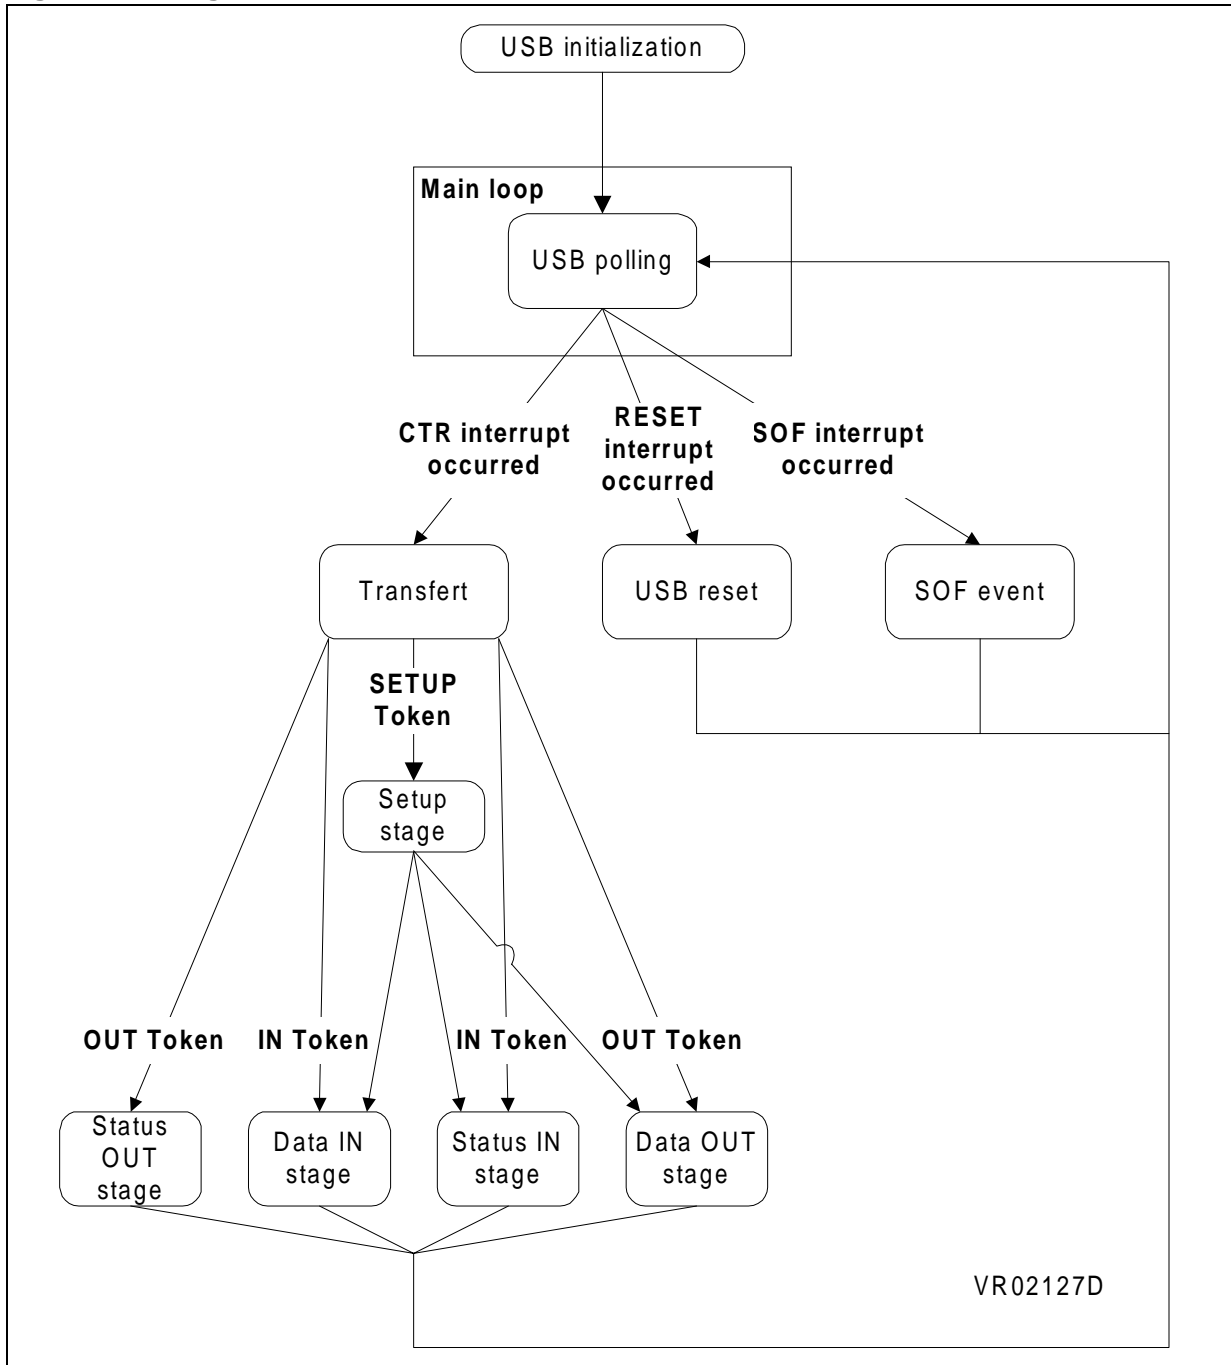 USB initialization
Main loop
USB polling
CTR interrupt
occurred
RESET
interrupt
occurred
SOF interrupt
occurred
Transfert
USB reset
SOF event
SETUP
Token
Setup
stage
OUT Token
IN Token
IN Token
OUT Token
Status
OUT
stage
Data IN
stage
Status IN
stage
Data OUT
stage
VR02127D